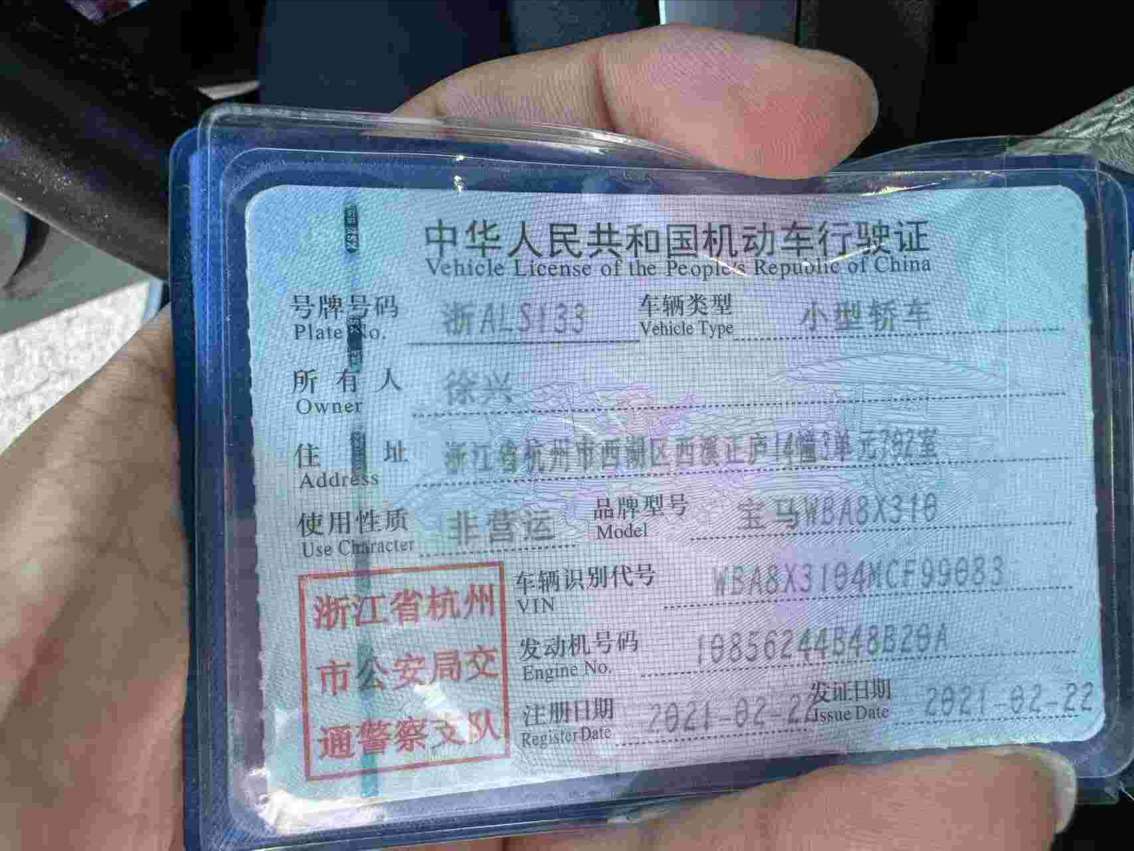 中华人民共和国机动车行驶证
Vehicle License of the People's Republic of China
号牌号码 浙ALS133 车辆类型 小型轿车
Plate No. Vehicle Type
所有人 徐兴
Owner
住址 浙江省杭州市西湖区西溪正庐14幢3单元702室
Address
使用性质 非营运 品牌型号 宝马WBA8X310
Use Character Model
浙江省杭州
市公安局交
通警察支队
车辆识别代号 WBA8X3104MCF99083
VIN
发动机号码 10856244B48B20A
Engine No.
注册日期 2021-02-22 发证日期 2021-02-22
Register Date Issue Date